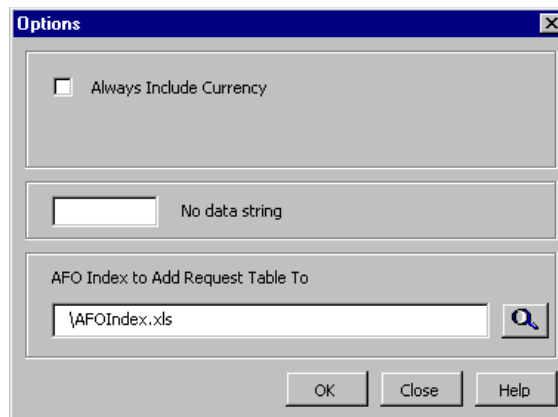 Options
Always Include Currency
No data string
AFO Index to Add Request Table To
\AFOIndex.xls
OK Close Help